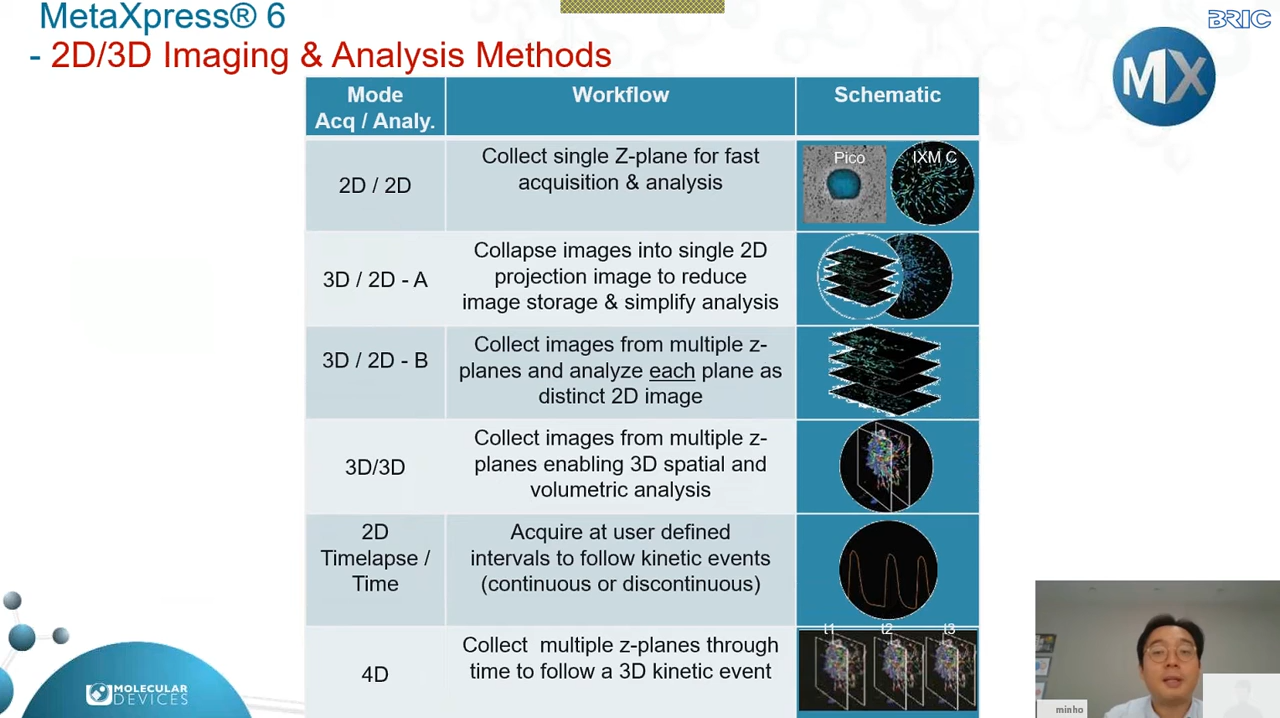 MetaXpress® 6
BRIC
- 2D/3D Imaging & Analysis Methods
MX
Mode
Acq / Analy.
Workflow
Schematic
2D / 2D
Collect single Z-plane for fast
acquisition & analysis
Pico
IXM C
3D / 2D - A
Collapse images into single 2D
projection image to reduce
image storage & simplify analysis
3D / 2D - B
Collect images from multiple z-
planes and analyze each plane as
distinct 2D image
3D/3D
Collect images from multiple z-
planes enabling 3D spatial and
volumetric analysis
2D
Timelapse /
Time
Acquire at user defined
intervals to follow kinetic events
(continuous or discontinuous)
4D
Collect multiple z-planes through
time to follow a 3D kinetic event
t1
t2
t3
MOLECULAR
DEVICES
minho